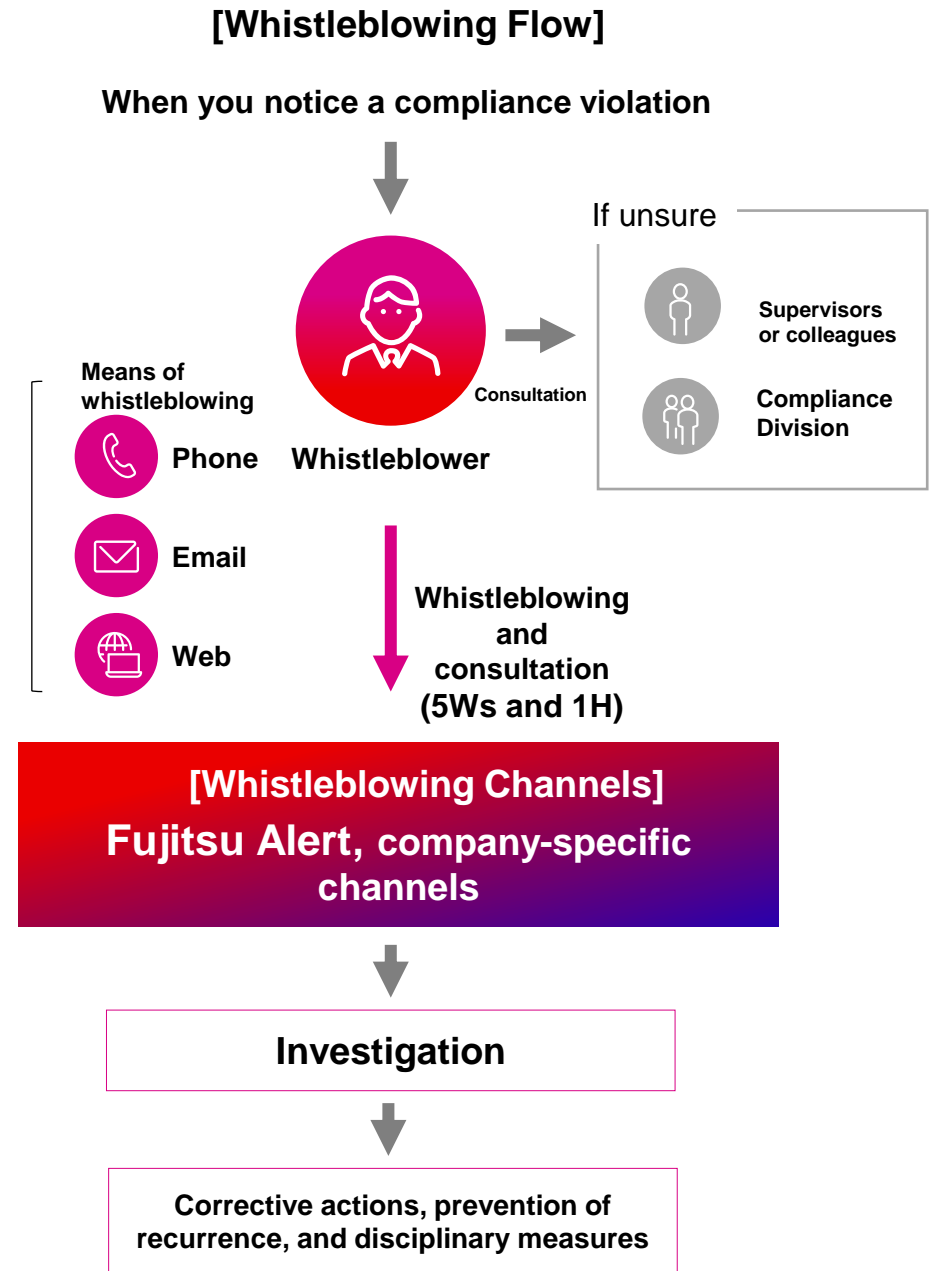 [Whistleblowing Flow]
When you notice a compliance violation
If unsure
Supervisors
or colleagues
Consultation
Compliance
Division
Means of
whistleblowing
Phone
Email
Web
Whistleblower
Whistleblowing
and
consultation
(5Ws and 1H)
[Whistleblowing Channels]
Fujitsu Alert, company-specific
channels
Investigation
Corrective actions, prevention of
recurrence, and disciplinary measures